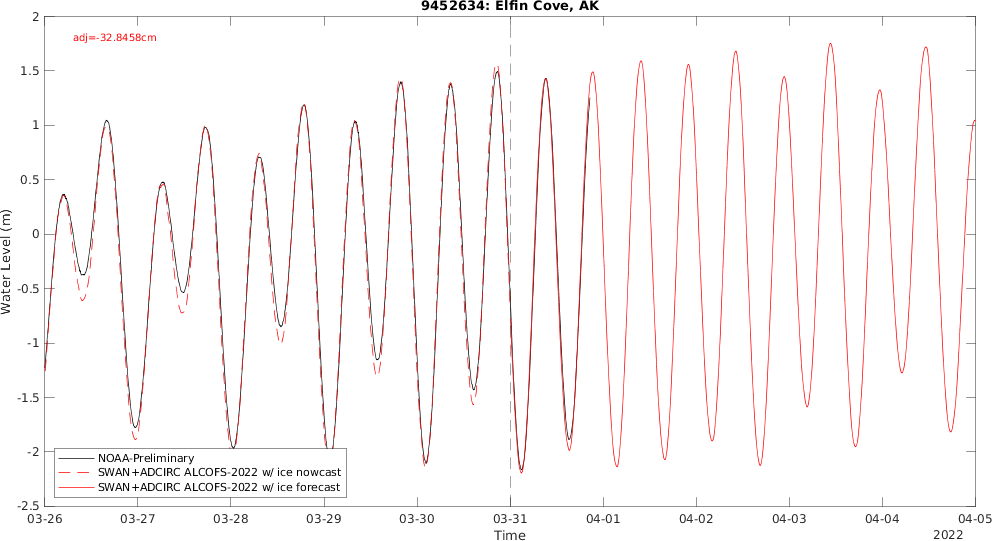 9452634: Elfin Cove, AK
adj=-32.8458cm
2
1.5
1
0.5
0
-0.5
-1
-1.5
-2
-2.5
Water Level (m)
NOAA-Preliminary
SWAN+ADCIRC ALCOFS-2022 w/ ice nowcast
SWAN+ADCIRC ALCOFS-2022 w/ ice forecast
03-26 03-27 03-28 03-29 03-30 03-31 04-01 04-02 04-03 04-04 04-05
Time
2022